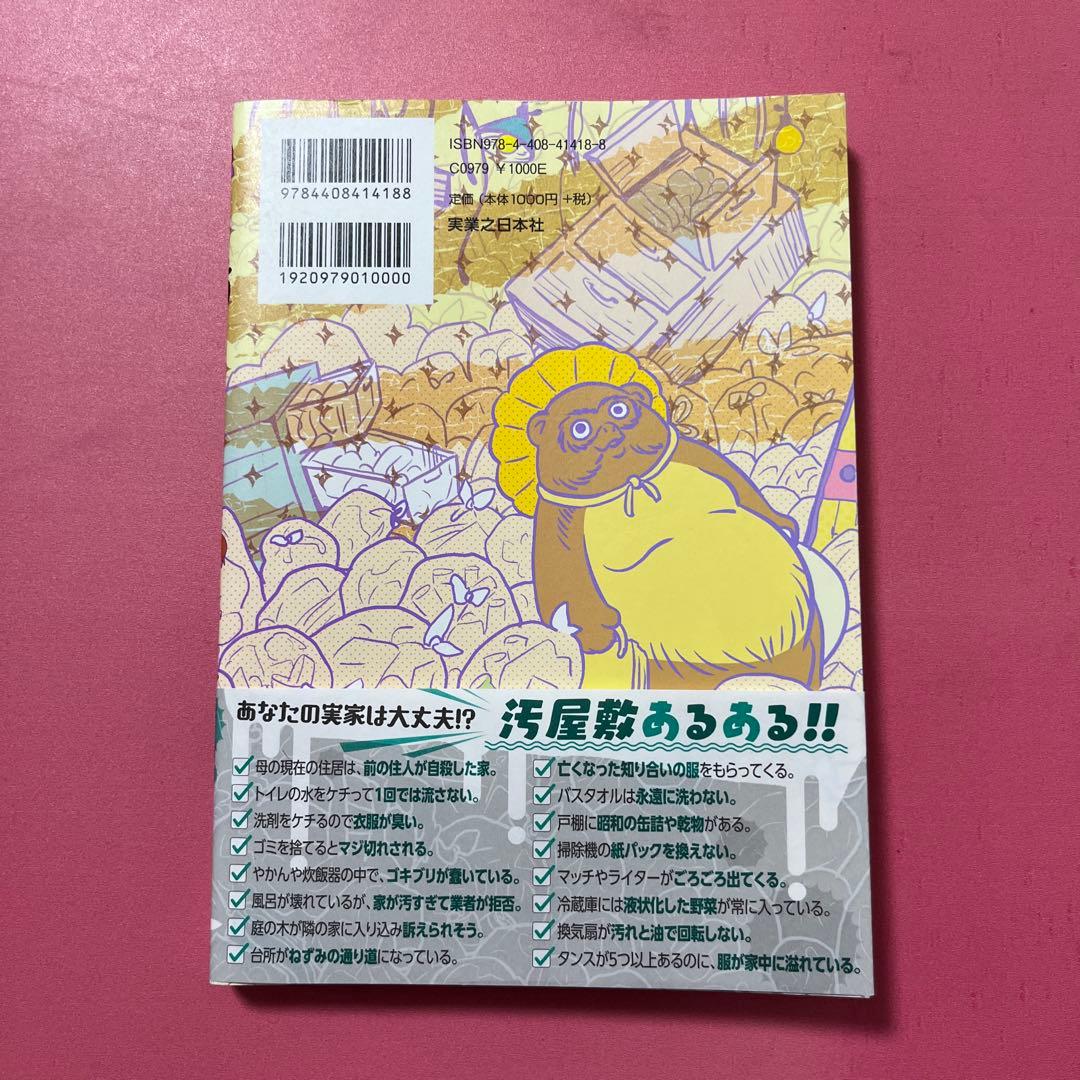 ISBN978-4-408-41418-8
C0979 ¥1000E
定価(本体1000円+税)
実業之日本社
9784408414188
1920979010000
あなたの実家は大丈夫!?
汚屋敷あるある!!
母の現在の住居は、前の住人が自殺した家。
トイレの水をケチって1回では流さない。
洗剤をケチるので衣服が臭い。
ゴミを捨てるとマジ切れされる。
やかんや炊飯器の中で、ゴキブリが蠢いている。
風呂が壊れているが、家が汚すぎて業者が拒否。
庭の木が隣の家に入り込み訴えられそう。
台所がねずみの通り道になっている。
亡くなった知り合いの服をもらってくる。
バスタオルは永遠に洗わない。
戸棚に昭和の缶詰や乾物がある。
掃除機の紙パックを換えない。
マッチやライターがごろごろ出てくる。
冷蔵庫には液状化した野菜が常に入っている。
換気扇が汚れと油で回転しない。
タンスが5つ以上あるのに、服が家中に溢れている。